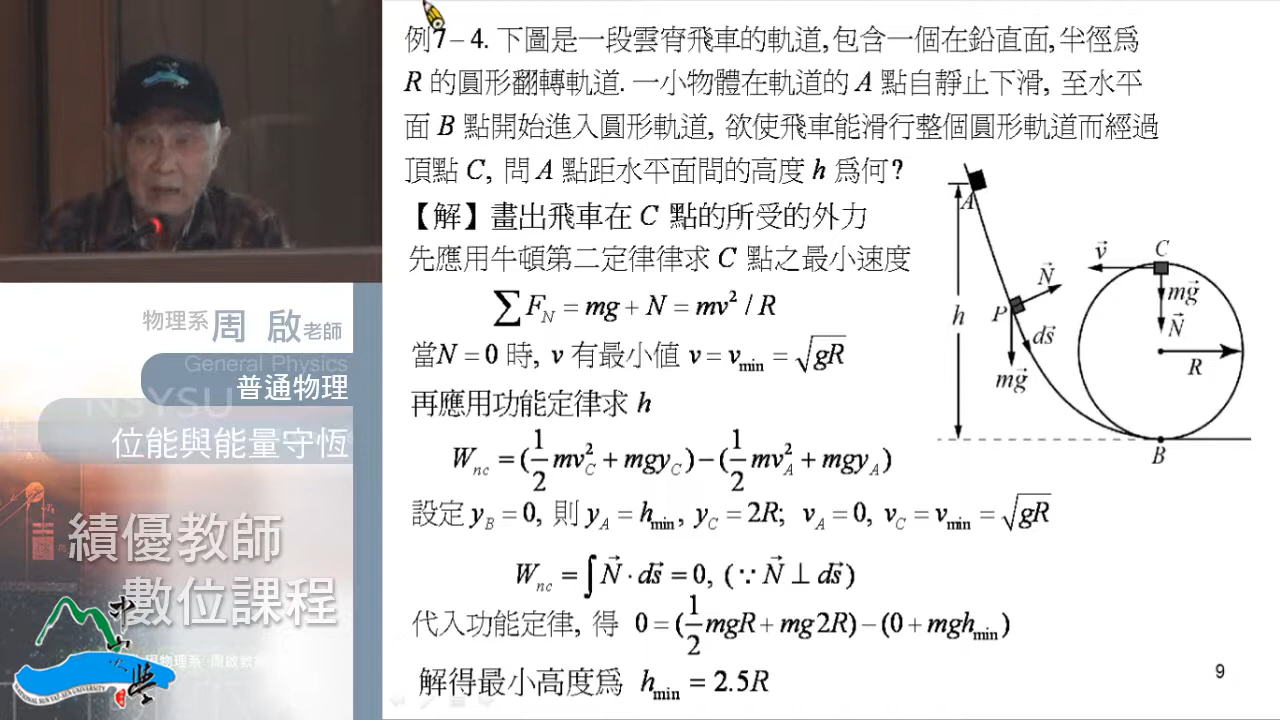 例7-4. 下圖是一段雲宵飛車的軌道,包含一個在鉛直面,半徑為
R 的圓形翻轉軌道. 一小物體在軌道的 A 點自靜止下滑, 至水平
面 B 點開始進入圓形軌道, 欲使飛車能滑行整個圓形軌道而經過
頂點 C, 問 A 點距水平面間的高度 h 為何?
【解】畫出飛車在 C 點的所受的外力
先應用牛頓第二定律律求 C 點之最小速度
∑F_N = mg + N = mv² / R
當N = 0 時, v 有最小值 v = v_min = √gR
再應用功能定律求 h
W_nc = (1/2 mv_C² + mgy_C) − (1/2 mv_A² + mgy_A)
設定 y_B = 0, 則 y_A = h_min, y_C = 2R; v_A = 0, v_C = v_min = √gR
W_nc = ∫ N⃗ · ds⃗ = 0, (∵ N⃗ ⊥ ds⃗)
代入功能定律, 得 0 = (1/2 mgR + mg2R) − (0 + mgh_min)
解得最小高度為 h_min = 2.5R
A
h
P
N⃗
ds⃗
mg⃗
v⃗
C
mg⃗
N⃗
R
B
9
物理系 周 啟 老師
General Physics
普通物理
NSYSU
位能與能量守恆
績優教師
數位課程